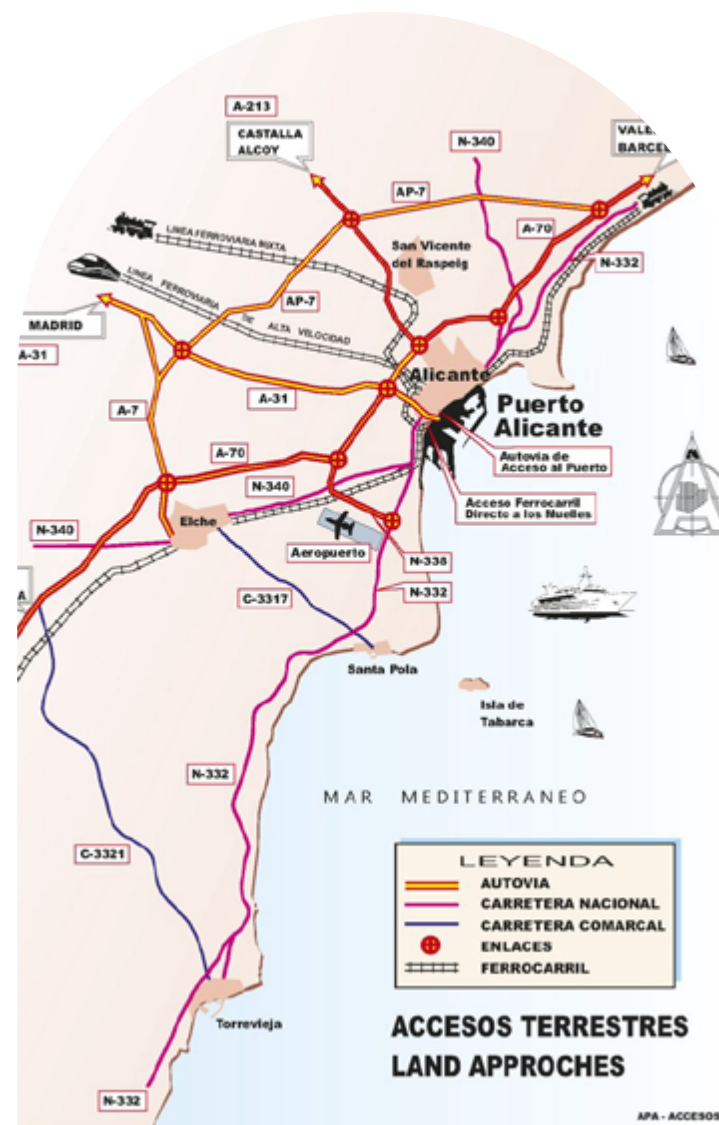 A-213
CASTALLA
ALCOY
N-340
AP-7
A-70
N-332
LINEA FERROVIARIA MIXTA
San Vicente
del Raspeig
LINEA FERROVIARIA DE ALTA VELOCIDAD
AP-7
MADRID
A-31
A-31
Alicante
Puerto
Alicante
A-7
A-70
Autovia de
Acceso al Puerto
N-340
Acceso Ferrocarril
Directo a los Muelles
Elche
N-340
Aeropuerto
N-338
N-332
C-3317
Santa Pola
Isla de
Tabarca
N-332
MAR MEDITERRANEO
C-3321
LEYENDA
AUTOVIA
CARRETERA NACIONAL
CARRETERA COMARCAL
ENLACES
FERROCARRIL
Torrevieja
ACCESOS TERRESTRES
LAND APPROCHES
N-332
APA - ACCESOS